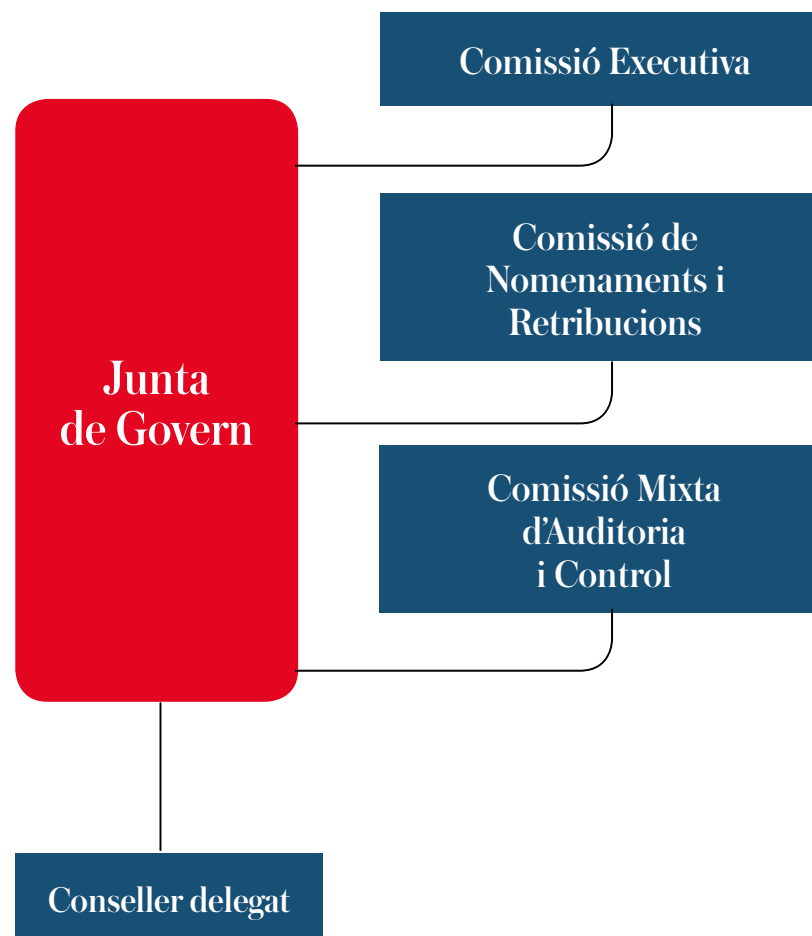 Comissió Executiva
Comissió de
Nomenaments i
Retribucions
Junta
de Govern
Comissió Mixta
d’Auditoria
i Control
Conseller delegat